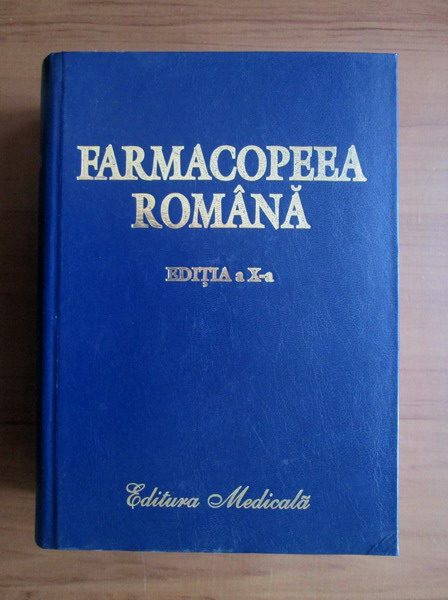 FARMACOPEEA
ROMÂNĂ
EDIȚIA a X-a
Editura Medicală